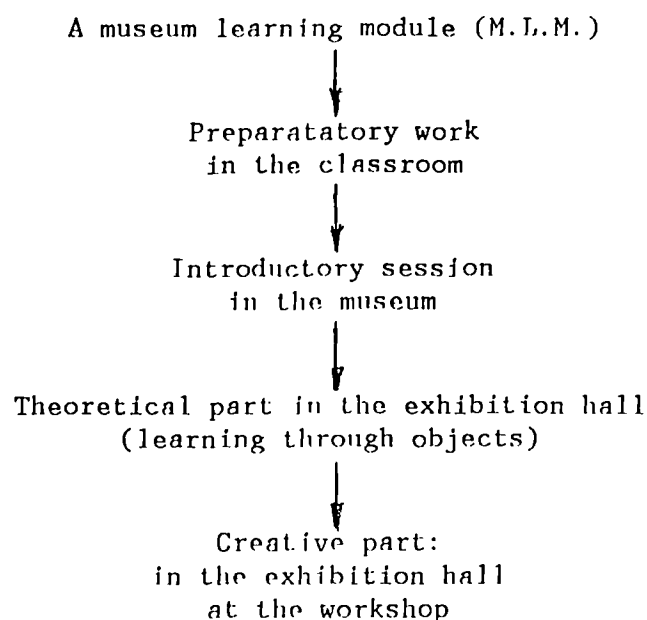 A museum learning module (M.L.M.)
Preparatatory work
in the classroom
Introductory session
in the museum
Theoretical part in the exhibition hall
(learning through objects)
Creative part:
in the exhibition hall
at the workshop